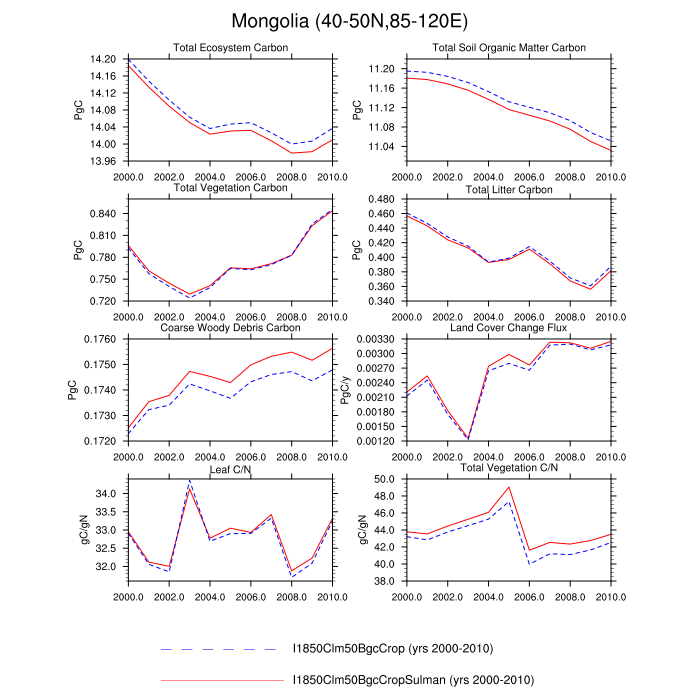 Mongolia (40-50N,85-120E)
Total Ecosystem Carbon
PgC
14.20
14.16
14.12
14.08
14.04
14.00
13.96
2000.0 2002.0 2004.0 2006.0 2008.0 2010.0
Total Soil Organic Matter Carbon
PgC
11.20
11.16
11.12
11.08
11.04
2000.0 2002.0 2004.0 2006.0 2008.0 2010.0
Total Vegetation Carbon
PgC
0.840
0.810
0.780
0.750
0.720
2000.0 2002.0 2004.0 2006.0 2008.0 2010.0
Total Litter Carbon
PgC
0.480
0.460
0.440
0.420
0.400
0.380
0.360
0.340
2000.0 2002.0 2004.0 2006.0 2008.0 2010.0
Coarse Woody Debris Carbon
PgC
0.1760
0.1750
0.1740
0.1730
0.1720
2000.0 2002.0 2004.0 2006.0 2008.0 2010.0
Land Cover Change Flux
PgC/y
0.00330
0.00300
0.00270
0.00240
0.00210
0.00180
0.00150
0.00120
2000.0 2002.0 2004.0 2006.0 2008.0 2010.0
Leaf C/N
gC/gN
34.0
33.5
33.0
32.5
32.0
2000.0 2002.0 2004.0 2006.0 2008.0 2010.0
Total Vegetation C/N
gC/gN
50.0
48.0
46.0
44.0
42.0
40.0
38.0
2000.0 2002.0 2004.0 2006.0 2008.0 2010.0
I1850Clm50BgcCrop (yrs 2000-2010)
I1850Clm50BgcCropSulman (yrs 2000-2010)